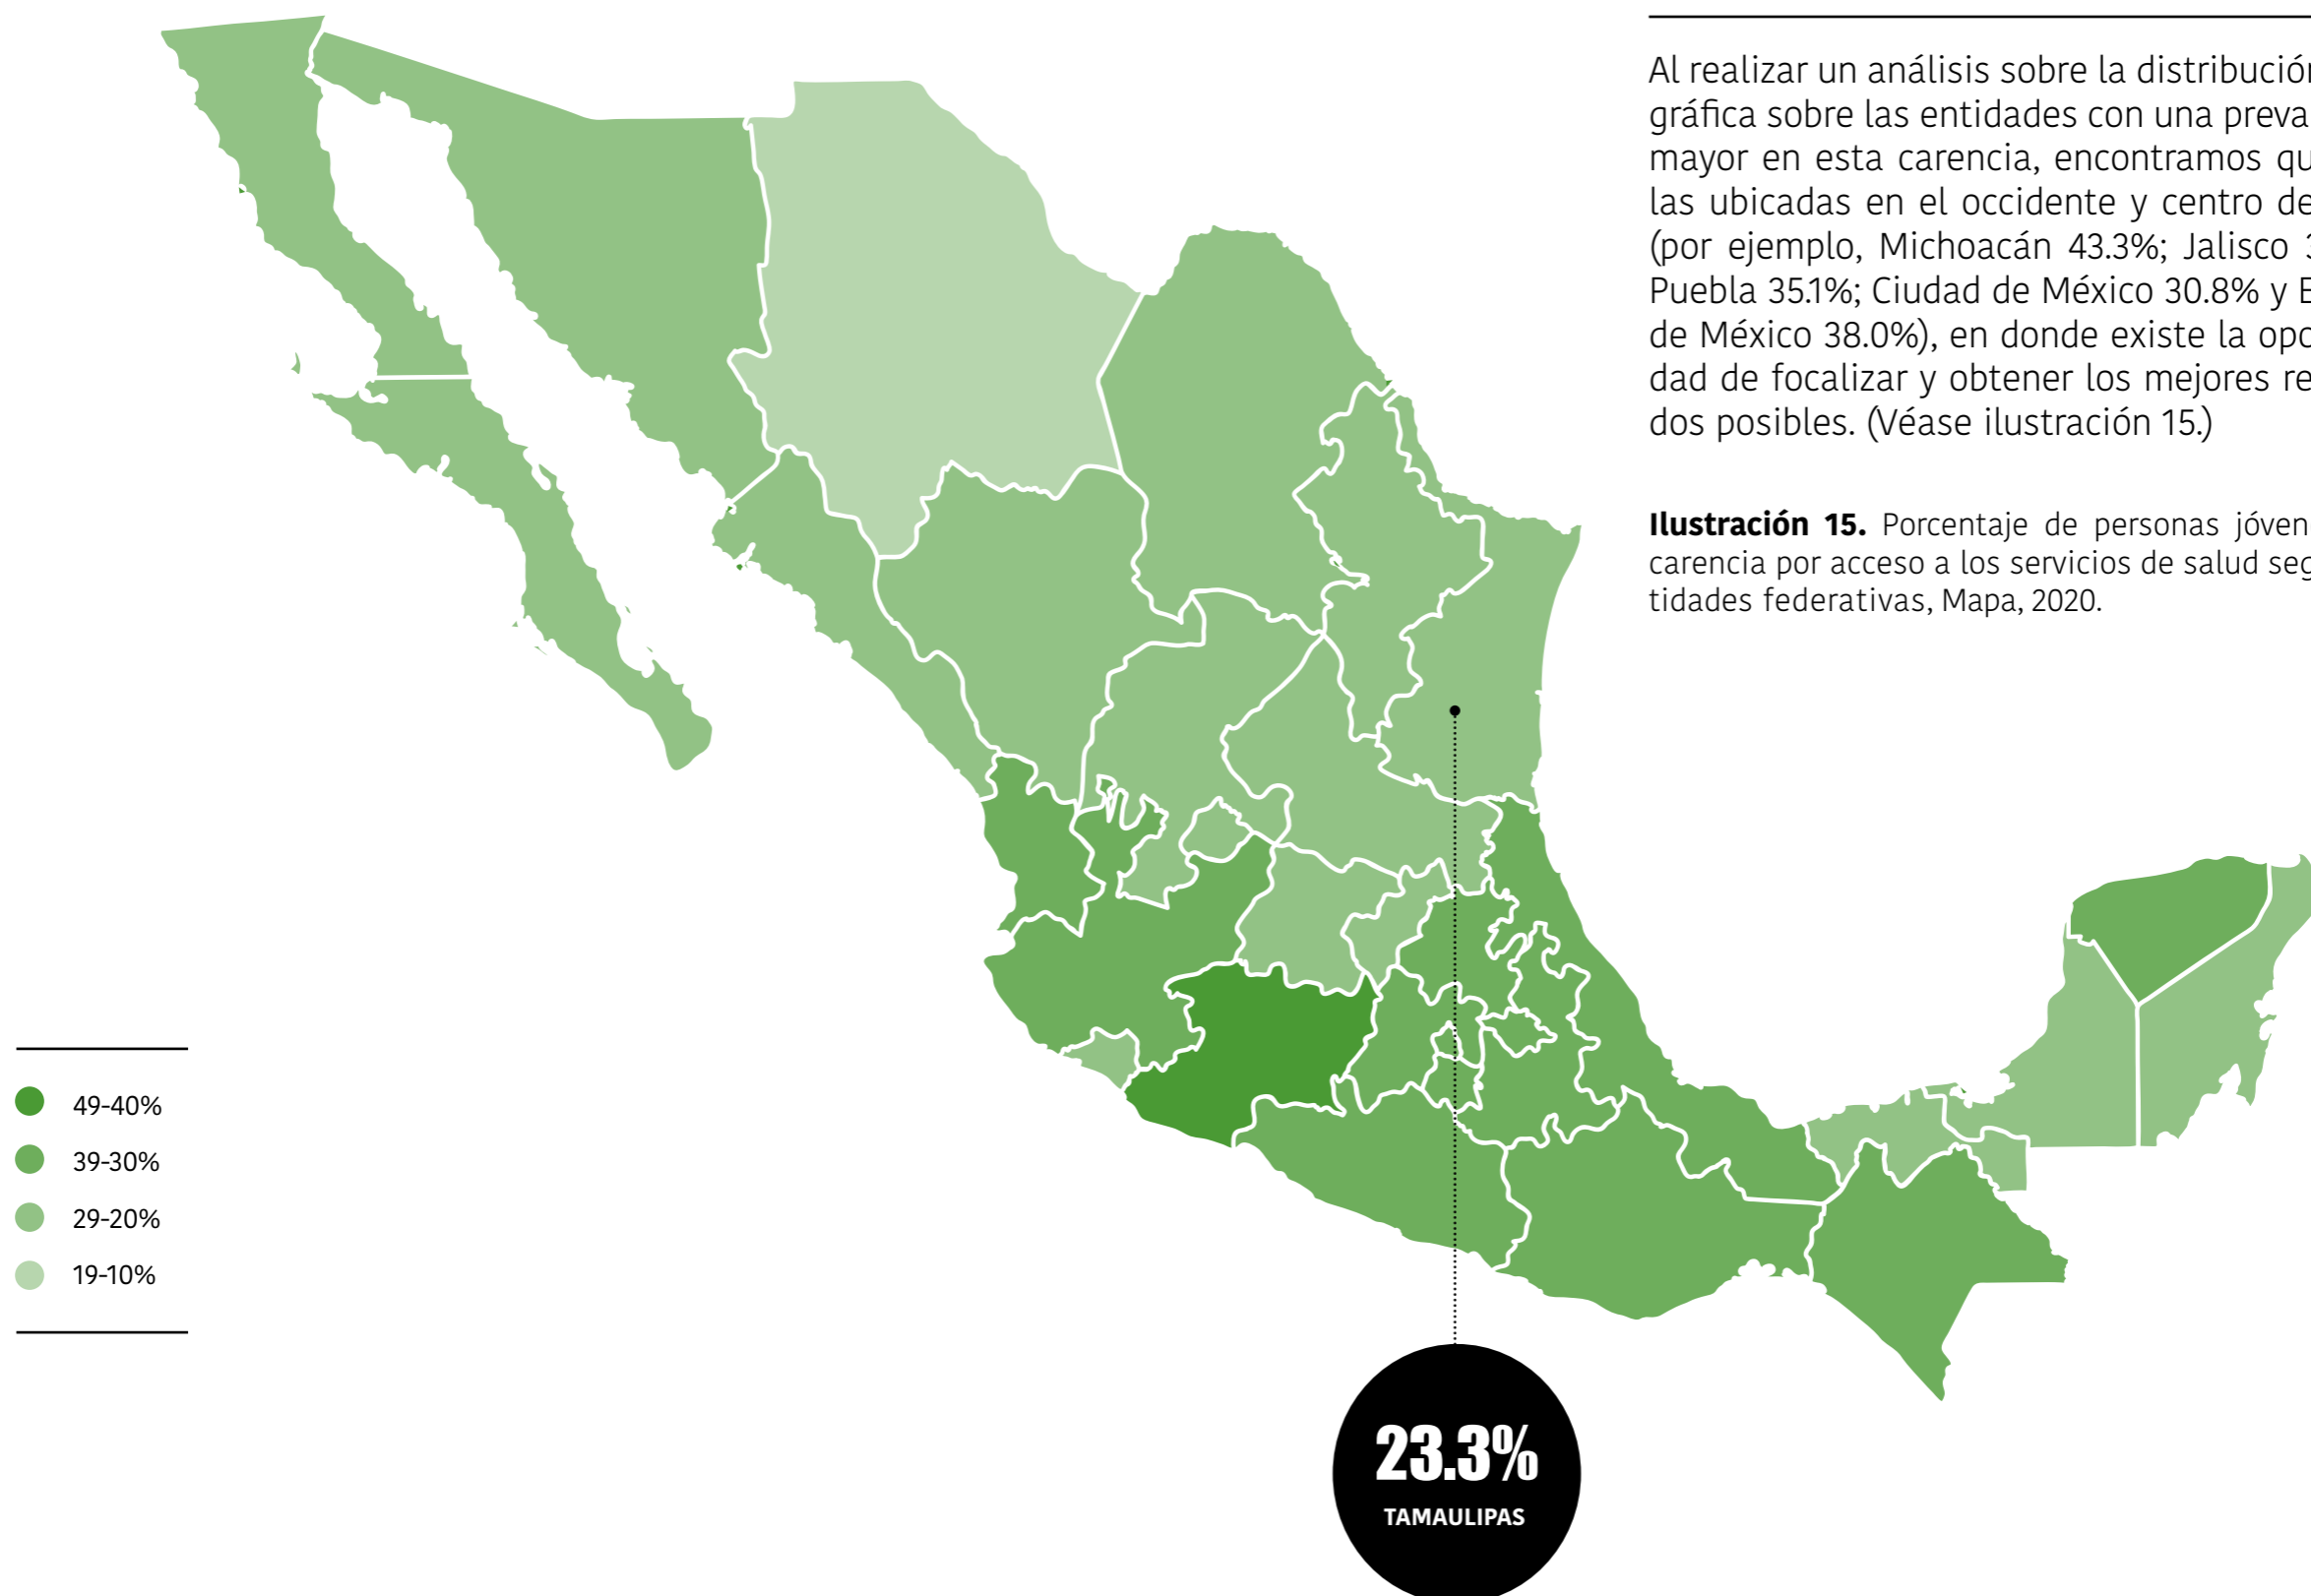 Al realizar un análisis sobre la distribución
gráfica sobre las entidades con una preva
mayor en esta carencia, encontramos qu
las ubicadas en el occidente y centro de
(por ejemplo, Michoacán 43.3%; Jalisco 3
Puebla 35.1%; Ciudad de México 30.8% y E
de México 38.0%), en donde existe la opo
dad de focalizar y obtener los mejores re
dos posibles. (Véase ilustración 15.)
Ilustración 15. Porcentaje de personas jóven
carencia por acceso a los servicios de salud seg
tidades federativas, Mapa, 2020.
49-40%
39-30%
29-20%
19-10%
23.3%
TAMAULIPAS